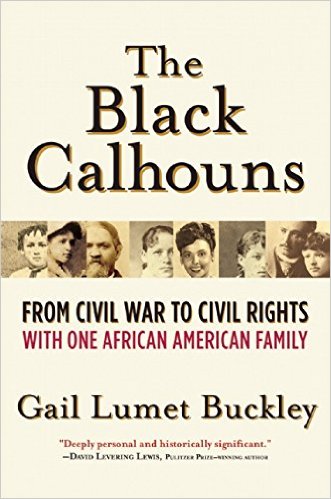 The
Black
Calhouns
FROM CIVIL WAR TO CIVIL RIGHTS
WITH ONE AFRICAN AMERICAN FAMILY
Gail Lumet Buckley
"Deeply personal and historically significant."
—DAVID LEVERING LEWIS, PULITZER PRIZE–WINNING AUTHOR